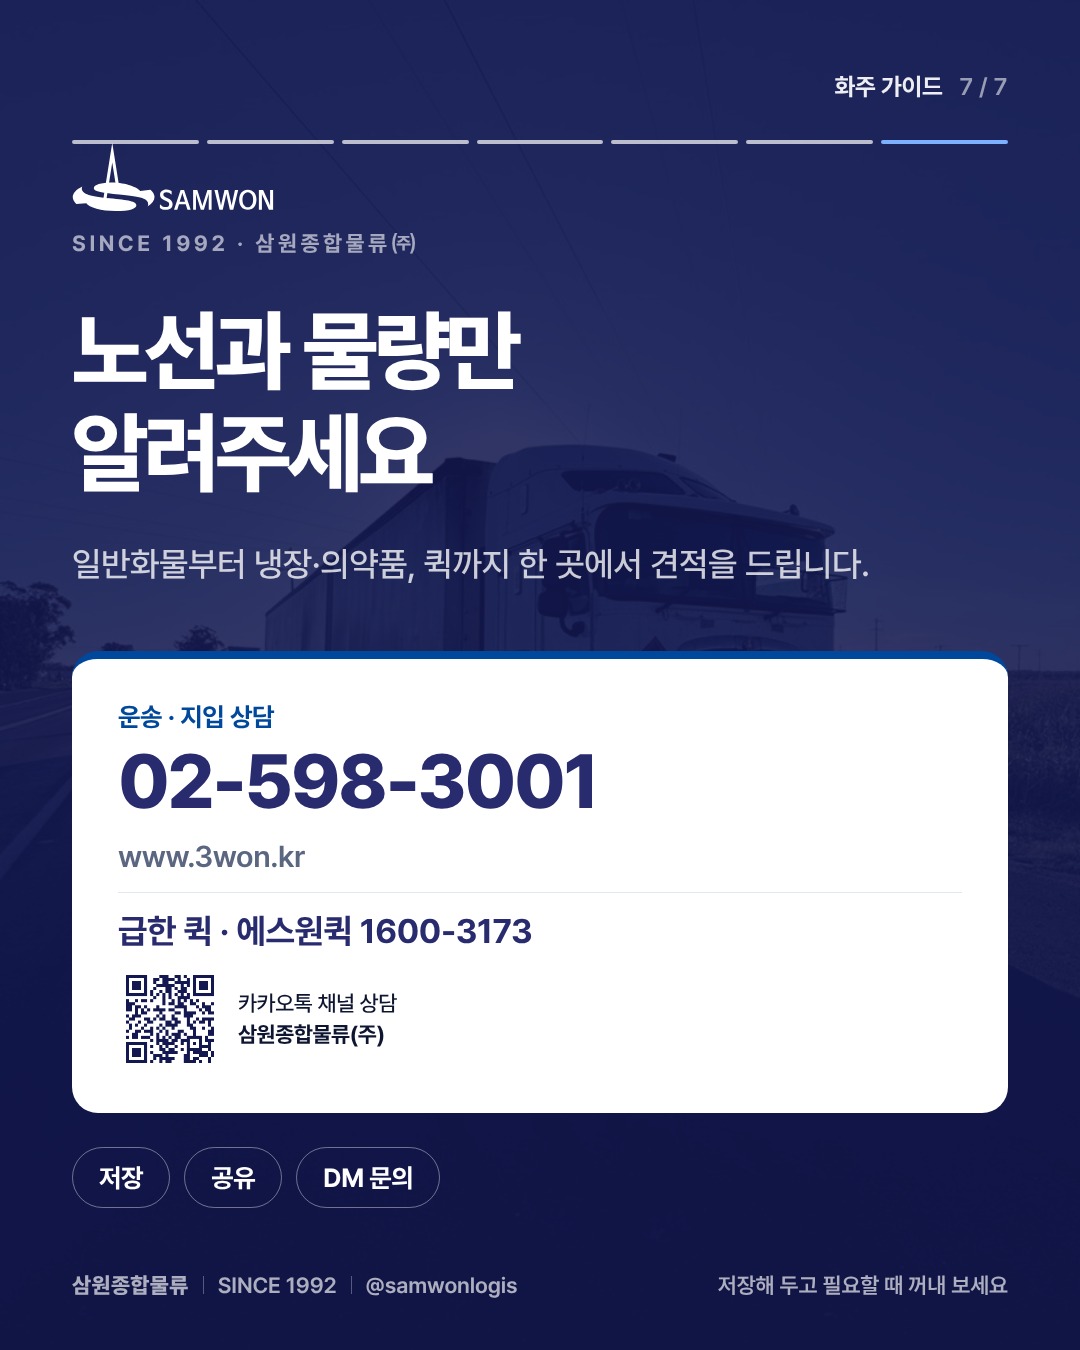 화주 가이드 7 / 7
SAMWON
SINCE 1992 · 삼원종합물류㈜
노선과 물량만
알려주세요
일반화물부터 냉장·의약품, 퀵까지 한 곳에서 견적을 드립니다.
운송 · 지입 상담
02-598-3001
www.3won.kr
급한 퀵 · 에스원퀵 1600-3173
카카오톡 채널 상담
삼원종합물류(주)
저장 공유 DM 문의
삼원종합물류 | SINCE 1992 | @samwonlogis 저장해 두고 필요할 때 꺼내 보세요